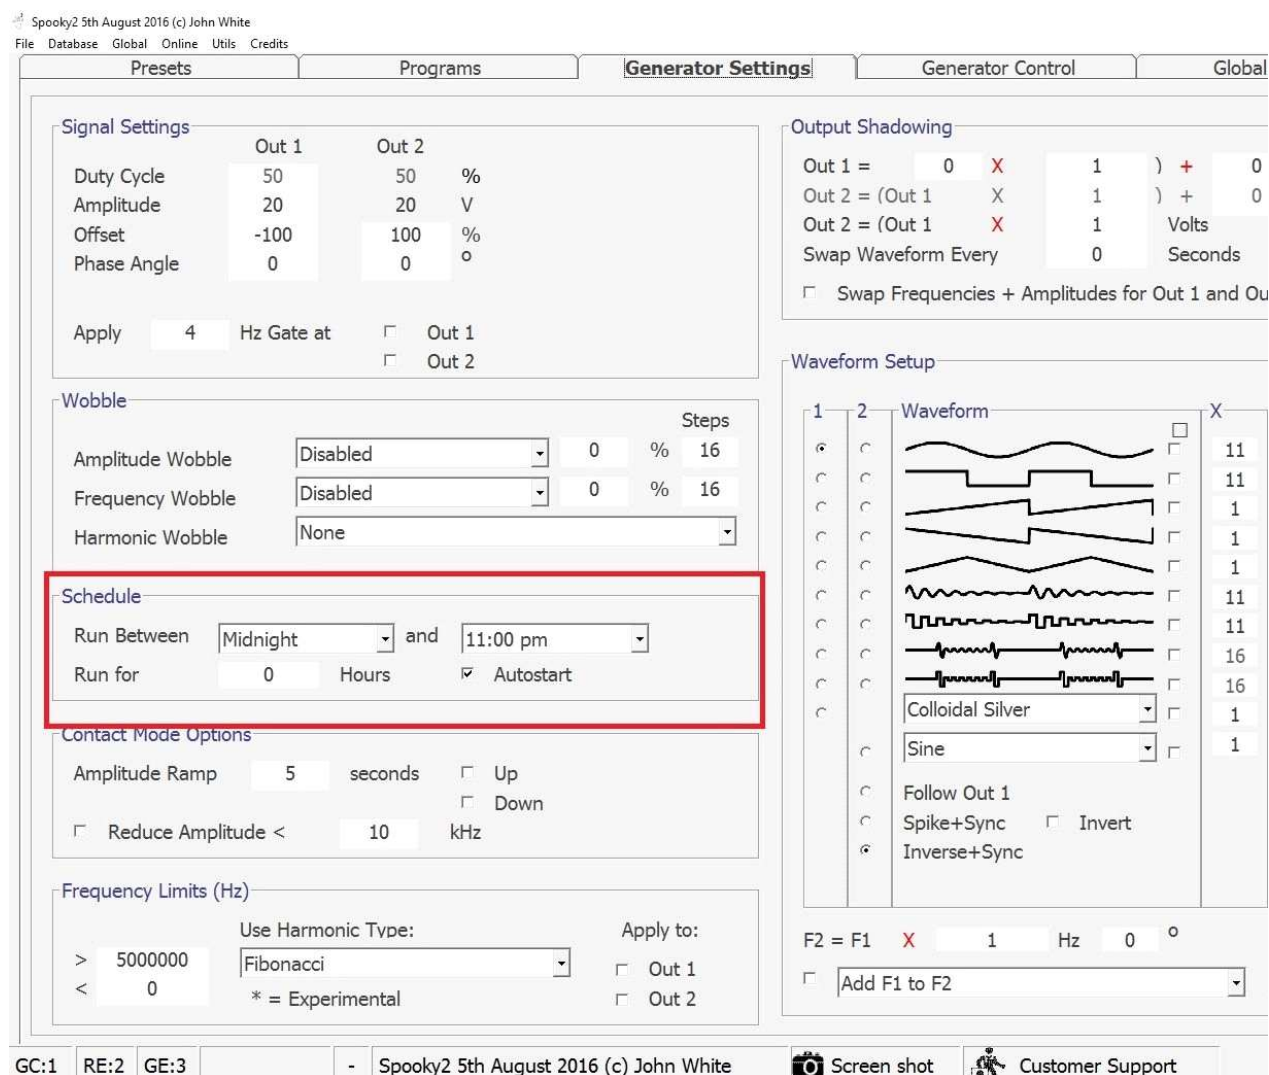 Spooky2 5th August 2016 (c) John White
File Database Global Online Utils Credits
Presets Programs Generator Settings Generator Control Global
Signal Settings
Out 1 Out 2
Duty Cycle 50 50 %
Amplitude 20 20 V
Offset -100 100 %
Phase Angle 0 0 o
Apply 4 Hz Gate at Out 1
Out 2
Wobble
Steps
Amplitude Wobble Disabled 0 % 16
Frequency Wobble Disabled 0 % 16
Harmonic Wobble None
Schedule
Run Between Midnight and 11:00 pm
Run for 0 Hours Autostart
Contact Mode Options
Amplitude Ramp 5 seconds Up
Down
Reduce Amplitude < 10 kHz
Frequency Limits (Hz)
Use Harmonic Type: Apply to:
> 5000000 Fibonacci Out 1
< 0 * = Experimental Out 2
Output Shadowing
Out 1 = 0 X 1 ) + 0
Out 2 = (Out 1 X 1 ) + 0
Out 2 = (Out 1 X 1 Volts
Swap Waveform Every 0 Seconds
Swap Frequencies + Amplitudes for Out 1 and Ou
Waveform Setup
1 2 Waveform X
11
11
1
1
1
11
11
16
16
Colloidal Silver 1
Sine 1
Follow Out 1
Spike+Sync Invert
Inverse+Sync
F2 = F1 X 1 Hz 0 o
Add F1 to F2
GC:1 RE:2 GE:3 - Spooky2 5th August 2016 (c) John White Screen shot Customer Support